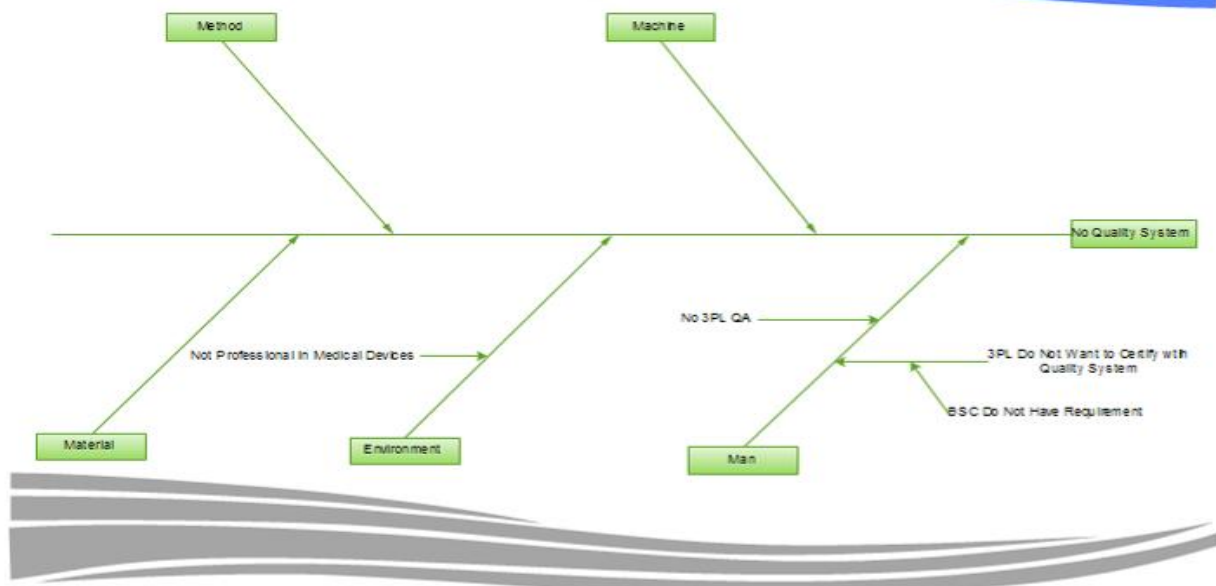 Method
Machine
No Quality System
No 3PL QA
Not Professional In Medical Devices
3PL Do Not Want to Certify with
Quality System
BSC Do Not Have Requirement
Material
Environment
Man